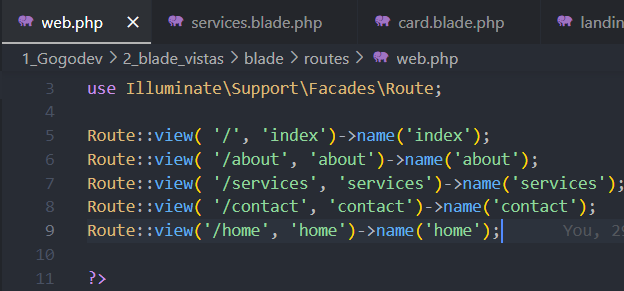 web.php × services.blade.php card.blade.php
1_Gogodev > 2_blade_vistas > blade > routes > web.php
3 use Illuminate\Support\Facades\Route;
4
5 Route::view( '/', 'index')->name('index');
6 Route::view( '/about', 'about')->name('about');
7 Route::view( '/services', 'services')->name('services');
8 Route::view( '/contact', 'contact')->name('contact');
9 Route::view('/home', 'home')->name('home'); You,
10
11 ?>